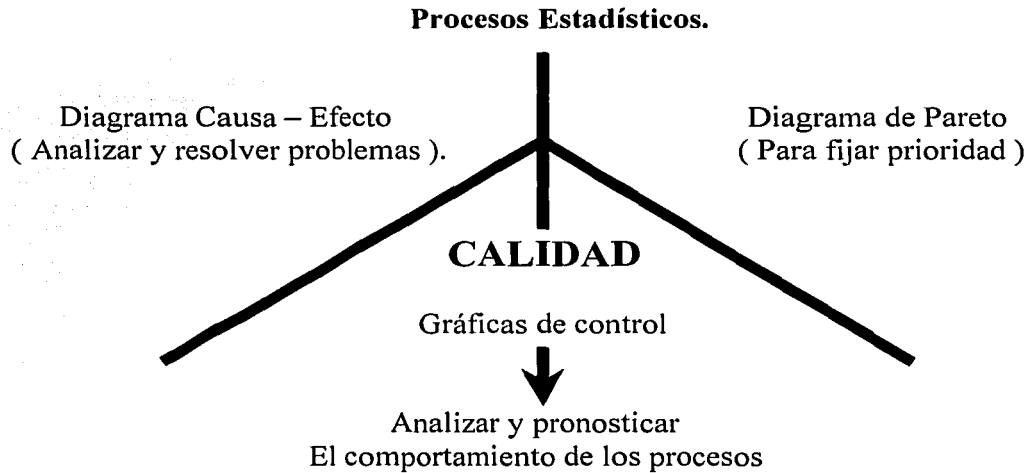 Procesos Estadísticos.
Diagrama Causa – Efecto
( Analizar y resolver problemas ).
Diagrama de Pareto
( Para fijar prioridad )
CALIDAD
Gráficas de control
Analizar y pronosticar
El comportamiento de los procesos